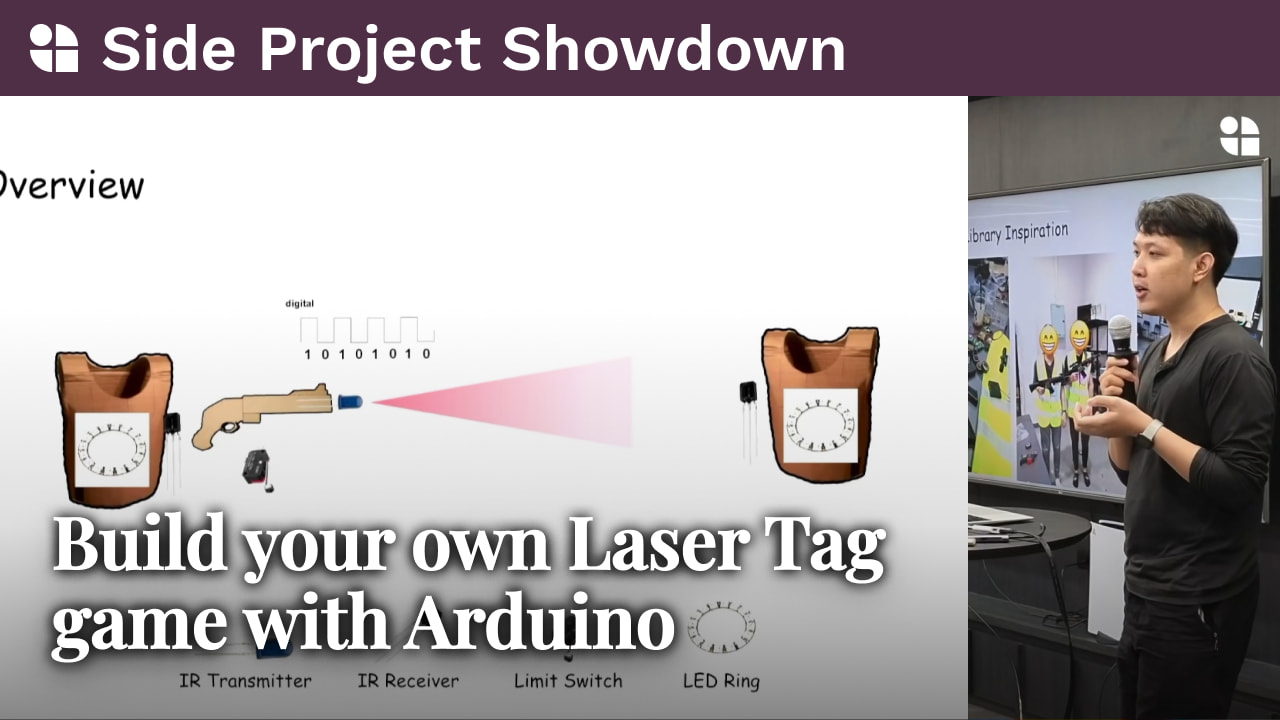 Side Project Showdown
Overview
digital
1 0 1 0 1 0 1 0
Library Inspiration
Build your own Laser Tag
game with Arduino
IR Transmitter IR Receiver Limit Switch LED Ring